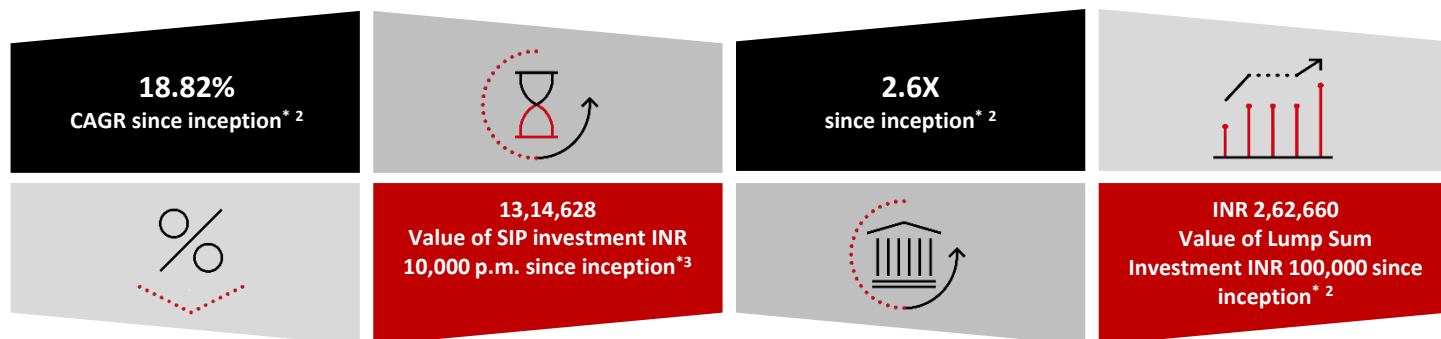 18.82%
CAGR since inception* 2
2.6X
since inception* 2
13,14,628
Value of SIP investment INR
10,000 p.m. since inception*3
INR 2,62,660
Value of Lump Sum
Investment INR 100,000 since
inception* 2